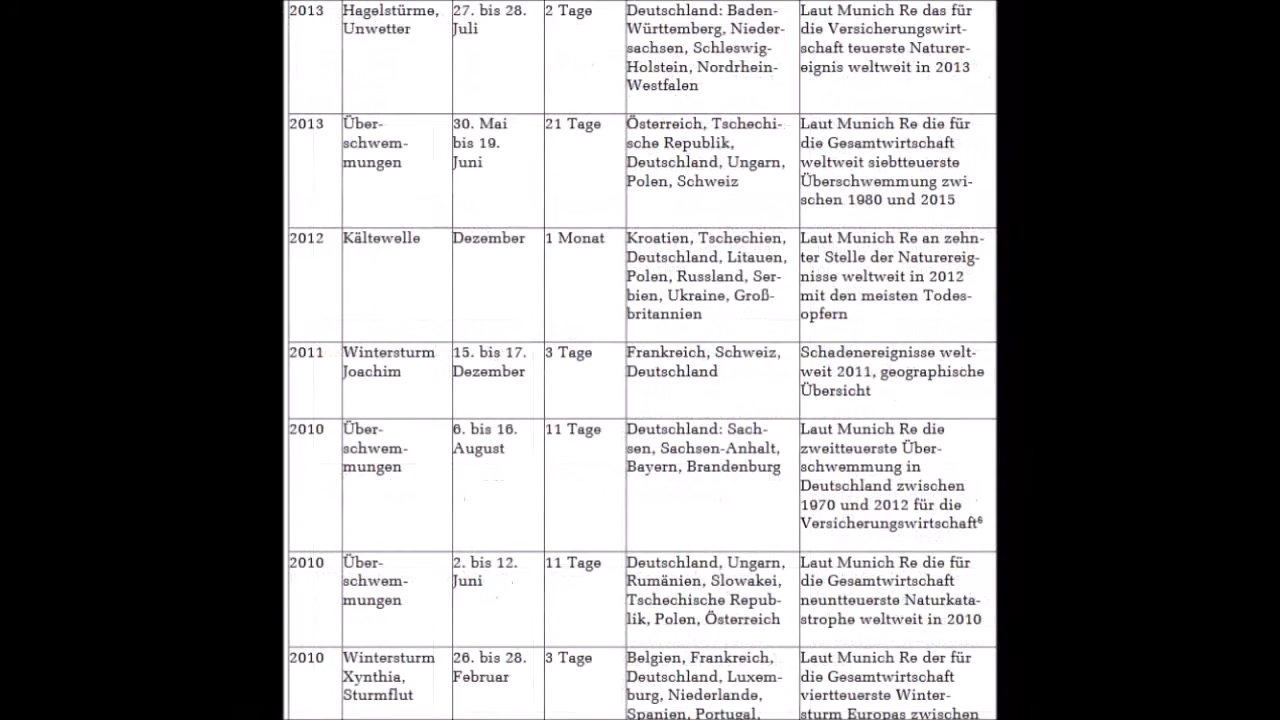 2013 Hagelstürme, 27. bis 28. 2 Tage Deutschland: Baden- Laut Munich Re das für
Unwetter Juli Württemberg, Nieder- die Versicherungswirt-
sachsen, Schleswig- schaft teuerste Naturer-
Holstein, Nordrhein- eignis weltweit in 2013
Westfalen
2013 Über- 30. Mai 21 Tage Österreich, Tschechi- Laut Munich Re die für
schwem- bis 19. sche Republik, die Gesamtwirtschaft
mungen Juni Deutschland, Ungarn, weltweit siebtteuerste
Polen, Schweiz Überschwemmung zwi-
schen 1980 und 2015
2012 Kältewelle Dezember 1 Monat Kroatien, Tschechien, Laut Munich Re an zehn-
Deutschland, Litauen, ter Stelle der Naturereig-
Polen, Russland, Ser- nisse weltweit in 2012
bien, Ukraine, Groß- mit den meisten Todes-
britannien opfern
2011 Wintersturm 15. bis 17. 3 Tage Frankreich, Schweiz, Schadenereignisse welt-
Joachim Dezember Deutschland weit 2011, geographische
Übersicht
2010 Über- 6. bis 16. 11 Tage Deutschland: Sach- Laut Munich Re die
schwem- August sen, Sachsen-Anhalt, zweitteuerste Über-
mungen Bayern, Brandenburg schwemmung in
Deutschland zwischen
1970 und 2012 für die
Versicherungswirtschaft⁶
2010 Über- 2. bis 12. 11 Tage Deutschland, Ungarn, Laut Munich Re die für
schwem- Juni Rumänien, Slowakei, die Gesamtwirtschaft
mungen Tschechische Repub- neuntteuerste Naturkata-
lik, Polen, Österreich strophe weltweit in 2010
2010 Wintersturm 26. bis 28. 3 Tage Belgien, Frankreich, Laut Munich Re der für
Xynthia, Februar Deutschland, Luxem- die Gesamtwirtschaft
Sturmflut burg, Niederlande, viertteuerste Winter-
Spanien, Portugal, sturm Europas zwischen